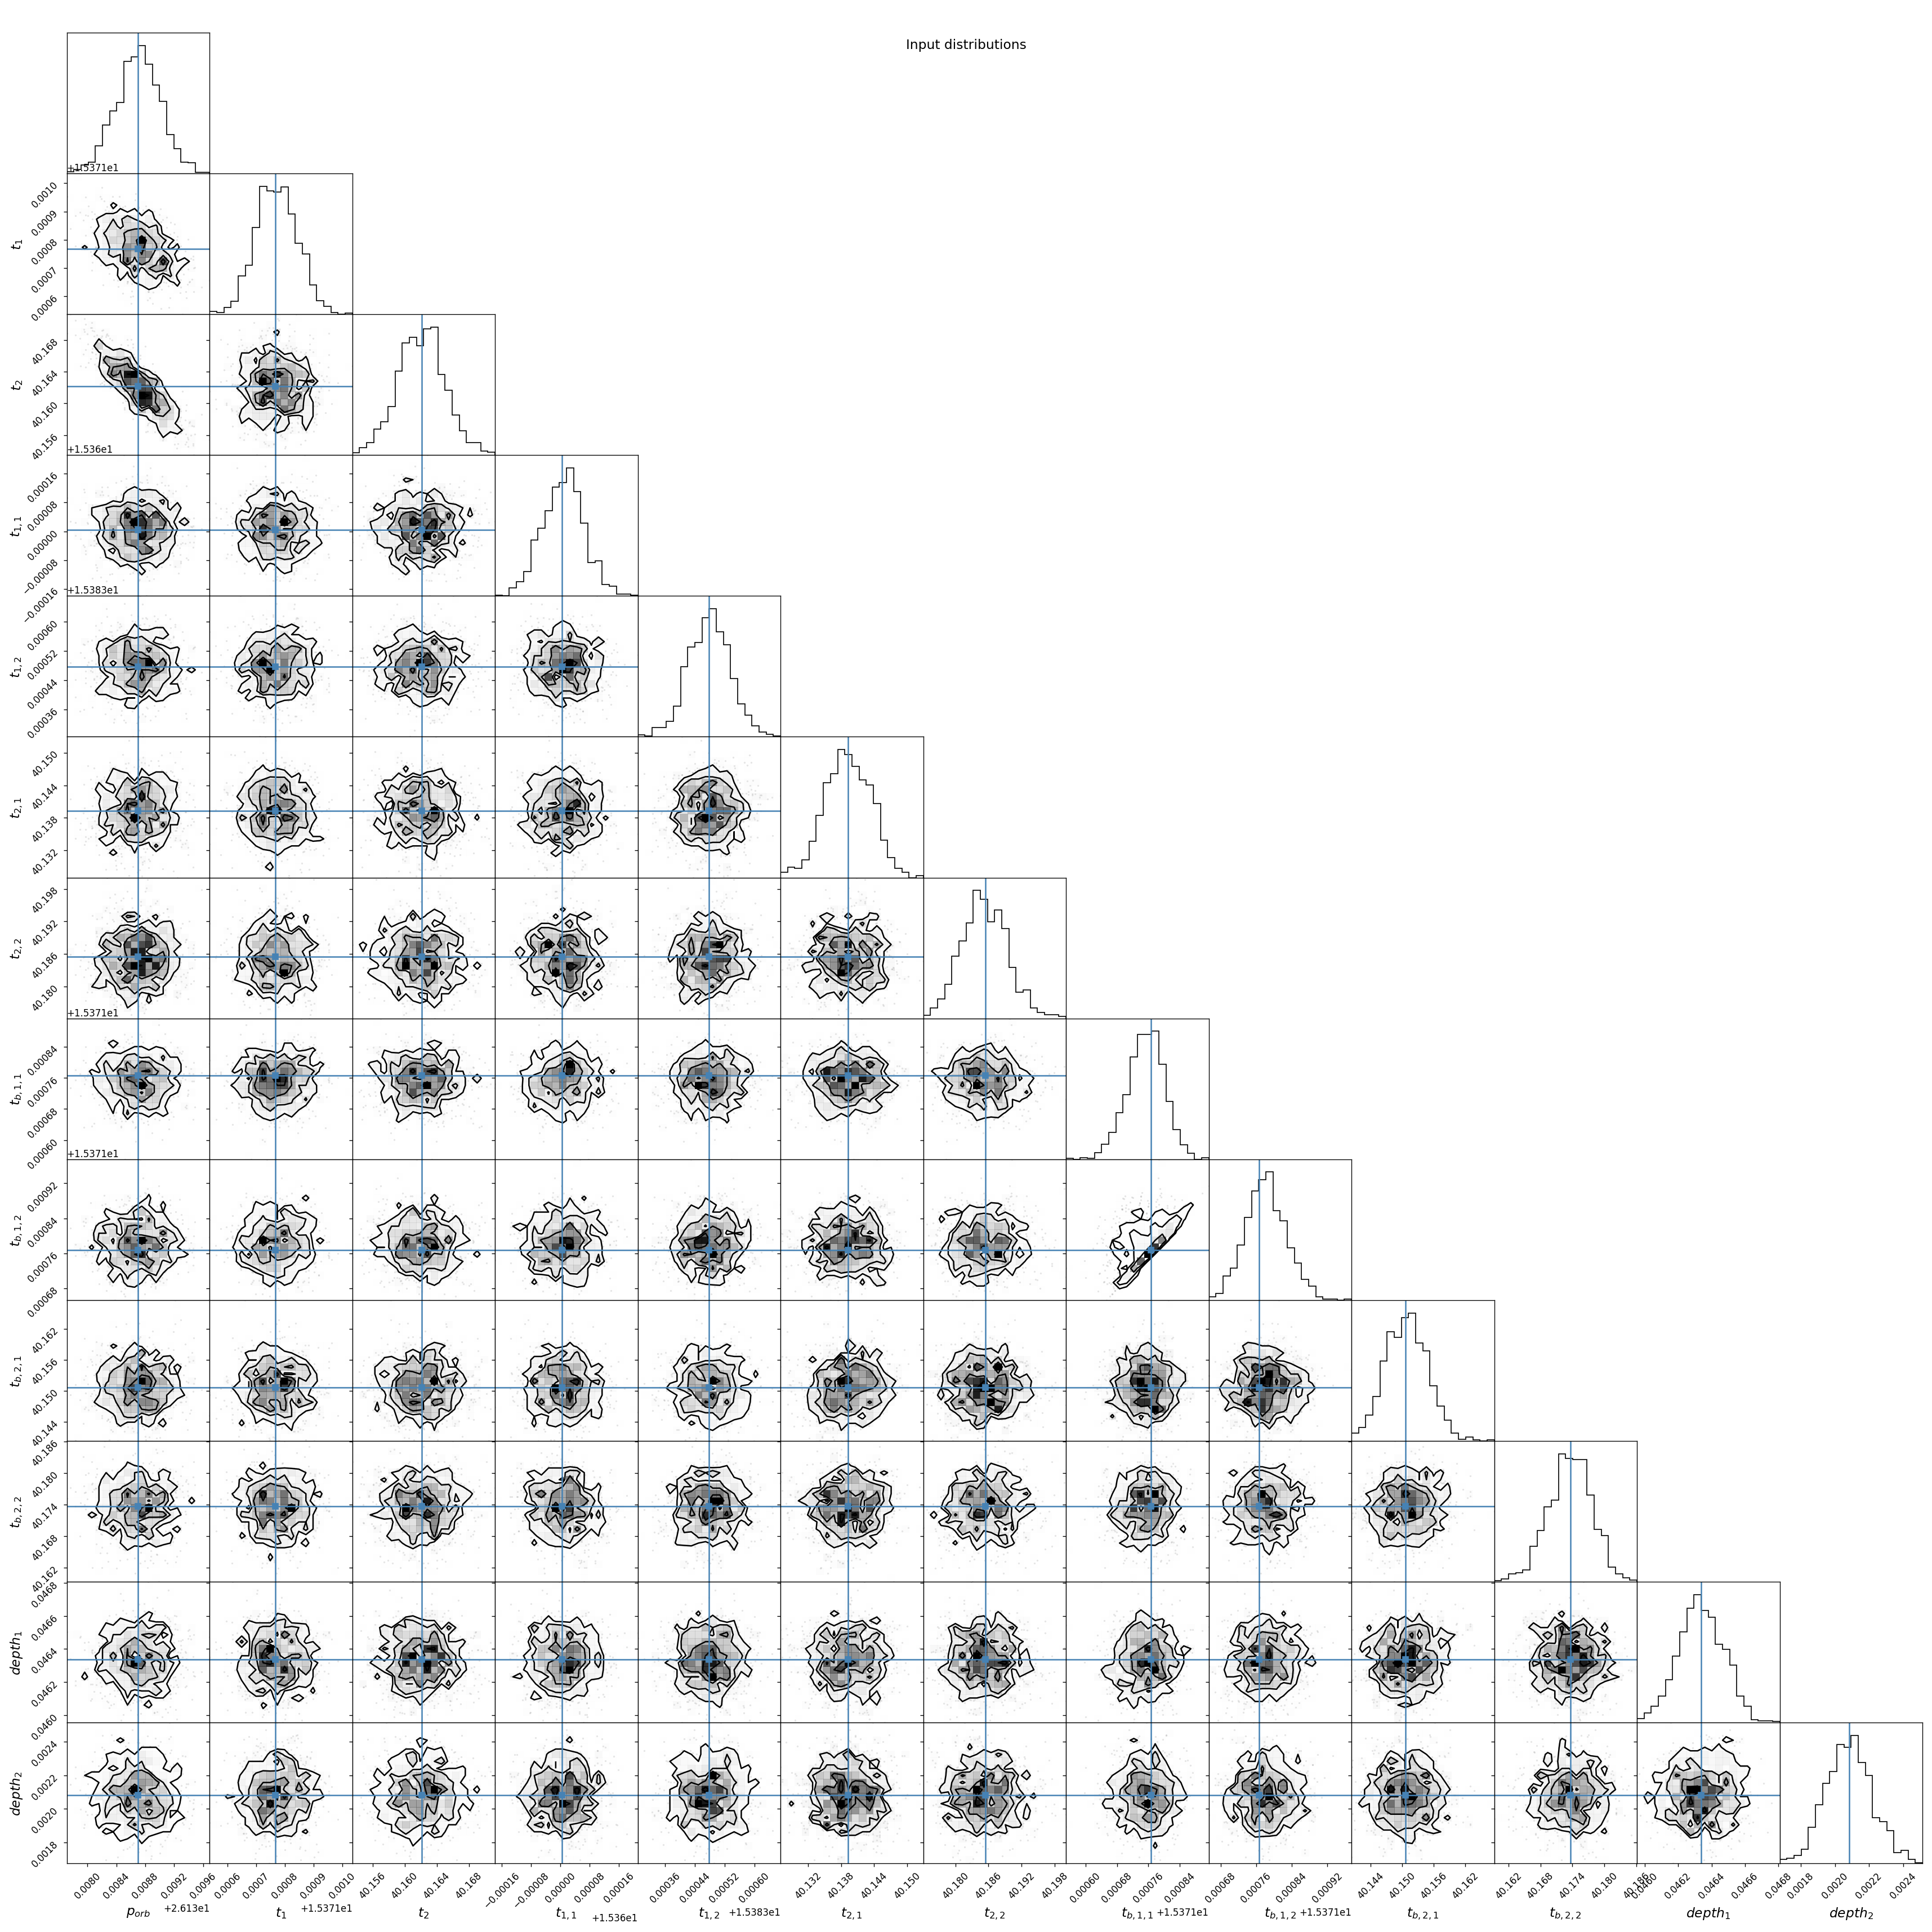 Input distributions
+1.5371e1
t₁
0.0010
0.0009
0.0008
0.0007
0.0006
t₂
40.168
40.164
40.160
40.156
+1.536e1
t₁,₁
0.00016
0.00008
0.00000
−0.00008
−0.00016
+1.5383e1
t₁,₂
0.00060
0.00052
0.00044
0.00036
t₂,₁
40.150
40.144
40.138
40.132
t₂,₂
40.198
40.192
40.186
40.180
+1.5371e1
t_b,1,1
0.00084
0.00076
0.00068
0.00060
+1.5371e1
t_b,1,2
0.00092
0.00084
0.00076
0.00068
t_b,2,1
40.162
40.156
40.150
40.144
t_b,2,2
40.186
40.180
40.174
40.168
40.162
depth₁
0.0468
0.0466
0.0464
0.0462
0.0460
depth₂
0.0024
0.0022
0.0020
0.0018
0.0080 0.0084 0.0088 0.0092 0.0096
p_orb +2.613e1
0.0006 0.0007 0.0008 0.0009 0.0010
t₁ +1.5371e1
40.156 40.160 40.164 40.168
t₂
−0.00016 −0.00008 0.00000 0.00008 0.00016
t₁,₁ +1.536e1
0.00036 0.00044 0.00052 0.00060
t₁,₂ +1.5383e1
40.132 40.138 40.144 40.150
t₂,₁
40.180 40.186 40.192 40.198
t₂,₂
0.00060 0.00068 0.00076 0.00084
t_b,1,1 +1.5371e1
0.00068 0.00076 0.00084 0.00092
t_b,1,2 +1.5371e1
40.144 40.150 40.156 40.162
t_b,2,1
40.162 40.168 40.174 40.180 40.186
t_b,2,2
0.0460 0.0462 0.0464 0.0466 0.0468
depth₁
0.0018 0.0020 0.0022 0.0024
depth₂